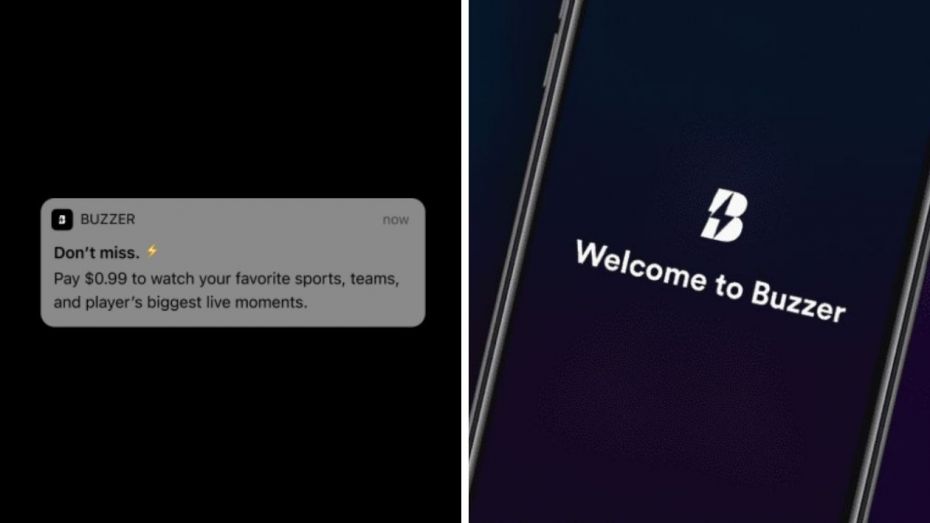 BUZZER now
Don't miss. ⚡
Pay $0.99 to watch your favorite sports, teams,
and player's biggest live moments.
B
Welcome to Buzzer